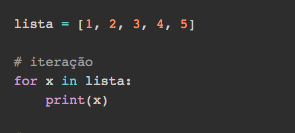 lista = [1, 2, 3, 4, 5]
# iteração
for x in lista:
    print(x)